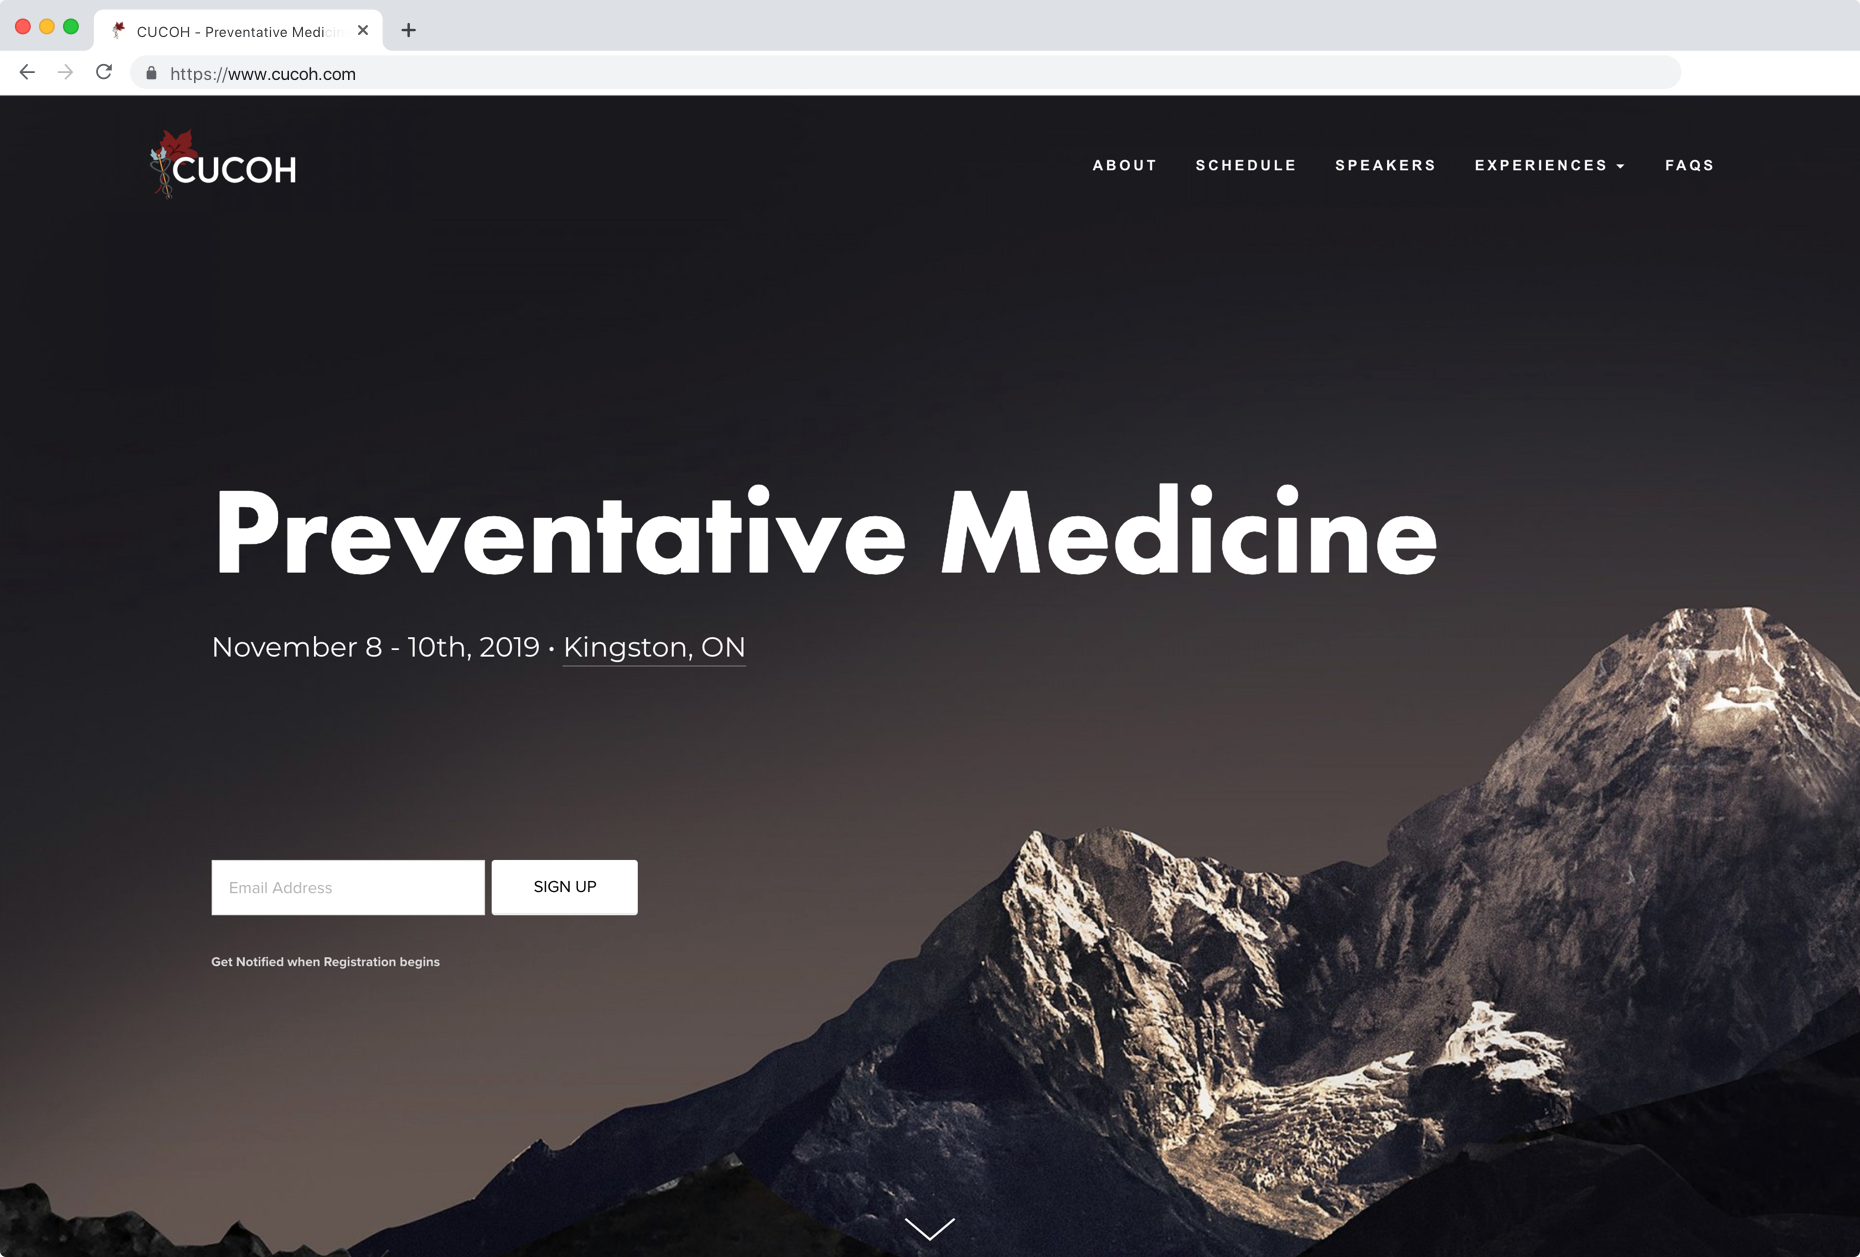 CUCOH - Preventative Medicin
https://www.cucoh.com
CUCOH
ABOUT SCHEDULE SPEAKERS EXPERIENCES FAQS
Preventative Medicine
November 8 - 10th, 2019 • Kingston, ON
Email Address
SIGN UP
Get Notified when Registration begins